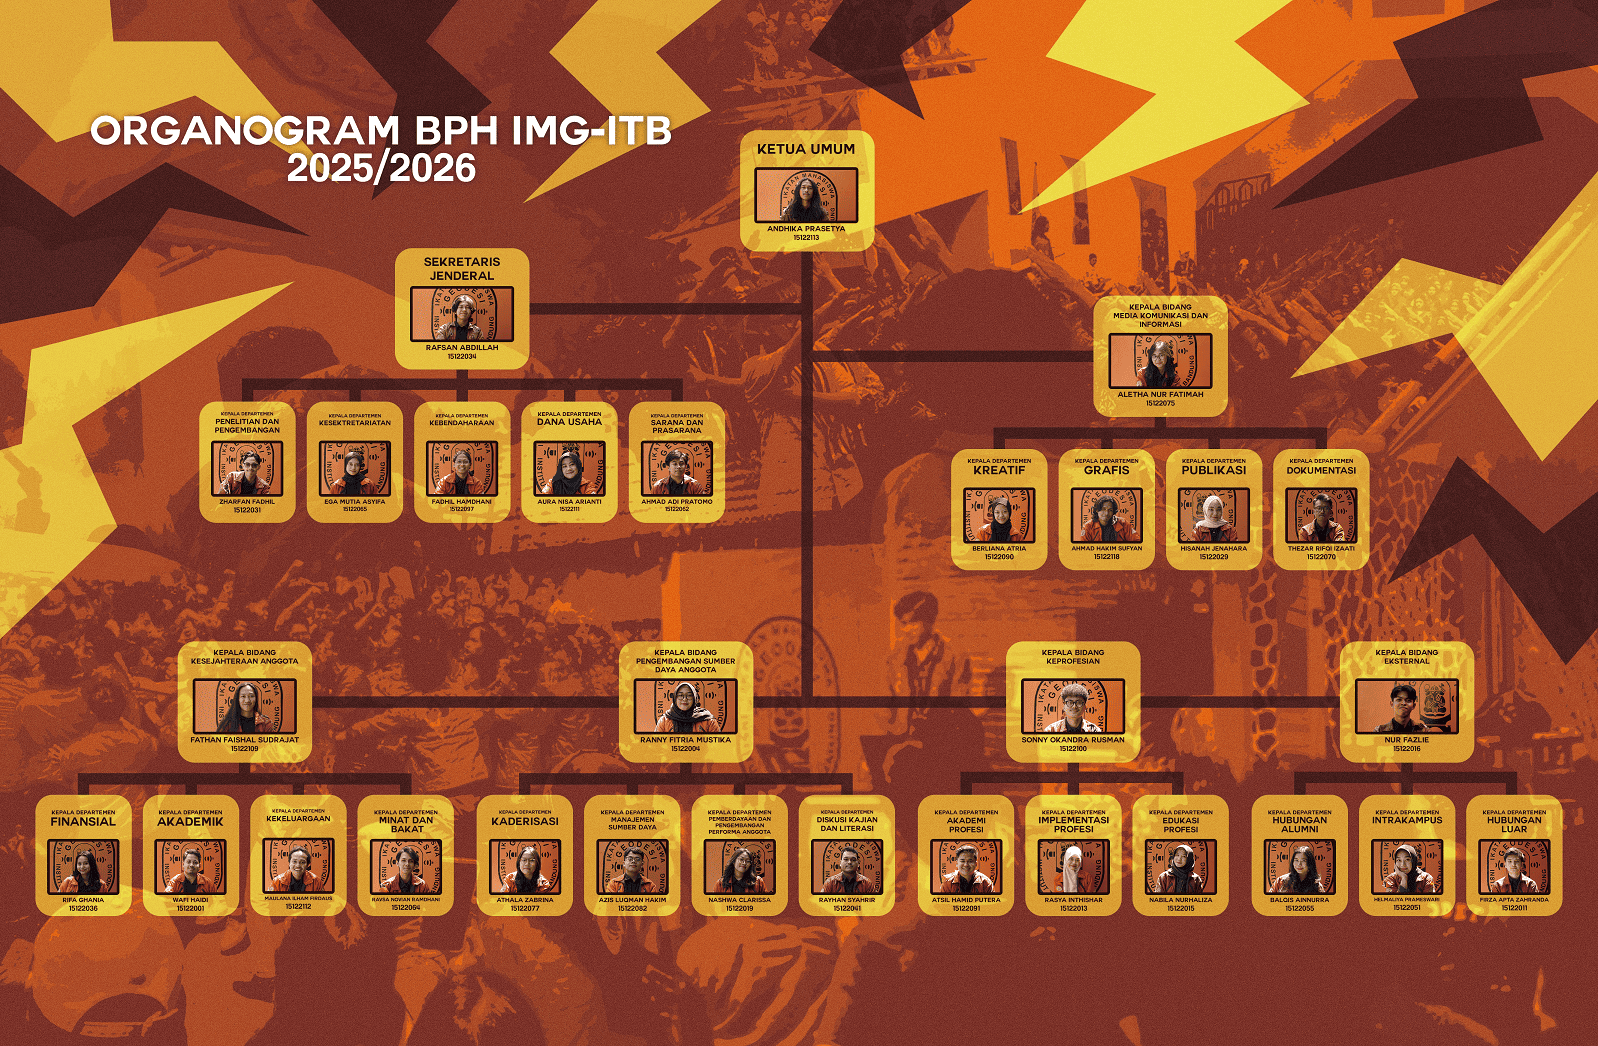 ORGANOGRAM BPH IMG-ITB
2025/2026
KETUA UMUM
ANDHIKA PRASETYA
15122113
SEKRETARIS
JENDERAL
RAFSAN ABDILLAH
15122034
KEPALA BIDANG
MEDIA KOMUNIKASI DAN
INFORMASI
ALETHA NUR FATIMAH
15122075
KEPALA DEPARTEMEN
PENELITIAN DAN
PENGEMBANGAN
ZHARFAN FADHIL
15122031
KEPALA DEPARTEMEN
KESEKTRETARIATAN
EGA MUTIA ASYIFA
15122065
KEPALA DEPARTEMEN
KEBENDAHARAAN
FADHIL HAMDHANI
15122097
KEPALA DEPARTEMEN
DANA USAHA
AURA NISA ARIANTI
15122111
KEPALA DEPARTEMEN
SARANA DAN
PRASARANA
AHMAD ADI PRATOMO
15122062
KEPALA DEPARTEMEN
KREATIF
BERLIANA ATRIA
15122090
KEPALA DEPARTEMEN
GRAFIS
AHMAD HAKIM SUFYAN
15122118
KEPALA DEPARTEMEN
PUBLIKASI
HISANAH JENAHARA
15122029
KEPALA DEPARTEMEN
DOKUMENTASI
THEZAR RIFQI IZAATI
15122070
KEPALA BIDANG
KESEJAHTERAAN ANGGOTA
FATHAN FAISHAL SUDRAJAT
15122109
KEPALA BIDANG
PENGEMBANGAN SUMBER
DAYA ANGGOTA
RANNY FITRIA MUSTIKA
15122004
KEPALA BIDANG
KEPROFESIAN
SONNY OKANDRA RUSMAN
15122100
KEPALA BIDANG
EKSTERNAL
NUR FAZLIE
15122016
KEPALA DEPARTEMEN
FINANSIAL
RIFA GHANIA
15122036
KEPALA DEPARTEMEN
AKADEMIK
WAFI HAIDI
15122001
KEPALA DEPARTEMEN
KEKELUARGAAN
MAULANA ILHAM FIRDAUS
15122112
KEPALA DEPARTEMEN
MINAT DAN
BAKAT
RAVSA NOVIAN RAMDHANI
15122064
KEPALA DEPARTEMEN
KADERISASI
ATHALA ZABRINA
15122077
KEPALA DEPARTEMEN
MANAJEMEN
SUMBER DAYA
AZIS LUQMAN HAKIM
15122082
KEPALA DEPARTEMEN
PEMBERDAYAAN DAN
PENGEMBANGAN
PERFORMA ANGGOTA
NASHWA CLARISSA
15122019
KEPALA DEPARTEMEN
DISKUSI KAJIAN
DAN LITERASI
RAYHAN SYAHRIR
15122041
KEPALA DEPARTEMEN
AKADEMI
PROFESI
ATSIL HAMID PUTERA
15122091
KEPALA DEPARTEMEN
IMPLEMENTASI
PROFESI
RASYA INTHISHAR
15122013
KEPALA DEPARTEMEN
EDUKASI
PROFESI
NABILA NURHALIZA
15122015
KEPALA DEPARTEMEN
HUBUNGAN
ALUMNI
BALQIS AINNURRA
15122055
KEPALA DEPARTEMEN
INTRAKAMPUS
HELMALIYA PRAMESWARI
15122051
KEPALA DEPARTEMEN
HUBUNGAN
LUAR
FIRZA APTA ZAHRANDA
15122011